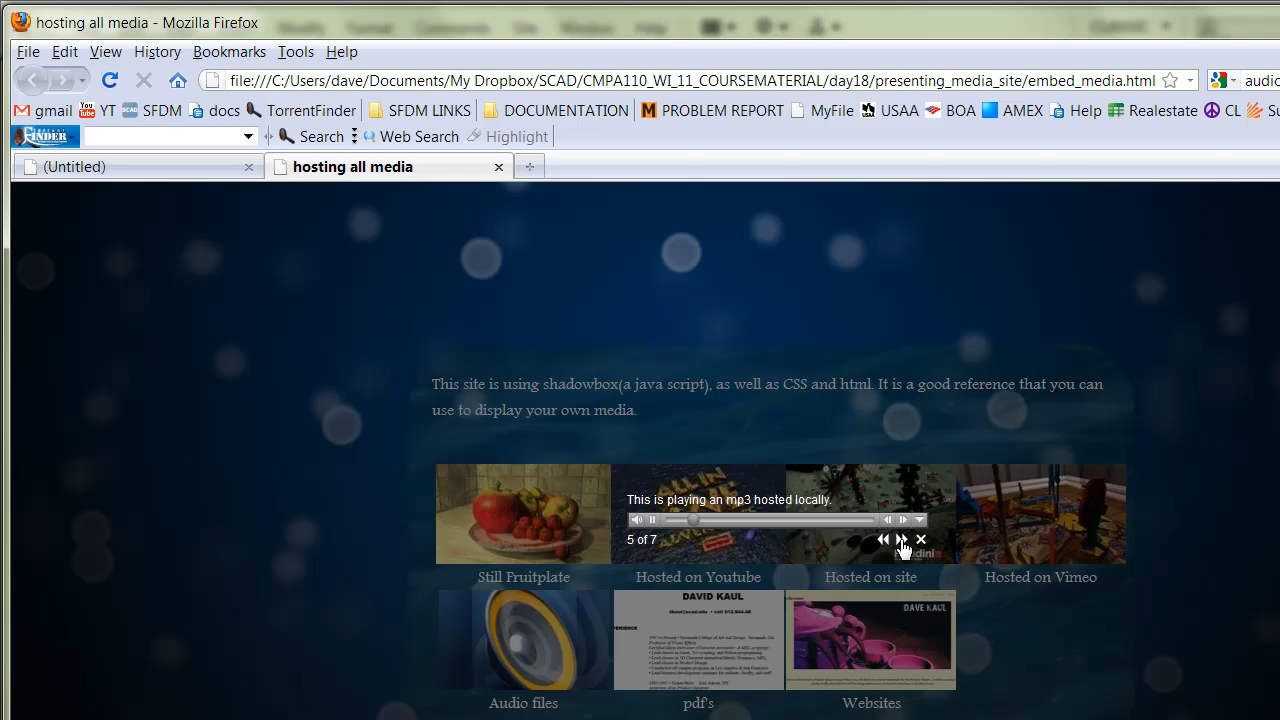 hosting all media - Mozilla Firefox
File Edit View History Bookmarks Tools Help
file:///C:/Users/dave/Documents/My Dropbox/SCAD/CMPA110_WI_11_COURSEMATERIAL/day18/presenting_media_site/embed_media.html
audio
gmail YT SFDM docs TorrentFinder SFDM LINKS DOCUMENTATION PROBLEM REPORT MyFile USAA BOA AMEX Help Realestate CL Su
FINDER Search Web Search Highlight
(Untitled) hosting all media
This site is using shadowbox(a java script), as well as CSS and html. It is a good reference that you can
use to display your own media.
ALL IN
This is playing an mp3 hosted locally.
5 of 7
Still Fruitplate Hosted on Youtube Hosted on site Hosted on Vimeo
DAVID KAUL
DAVE KAUL
Audio files pdf's Websites